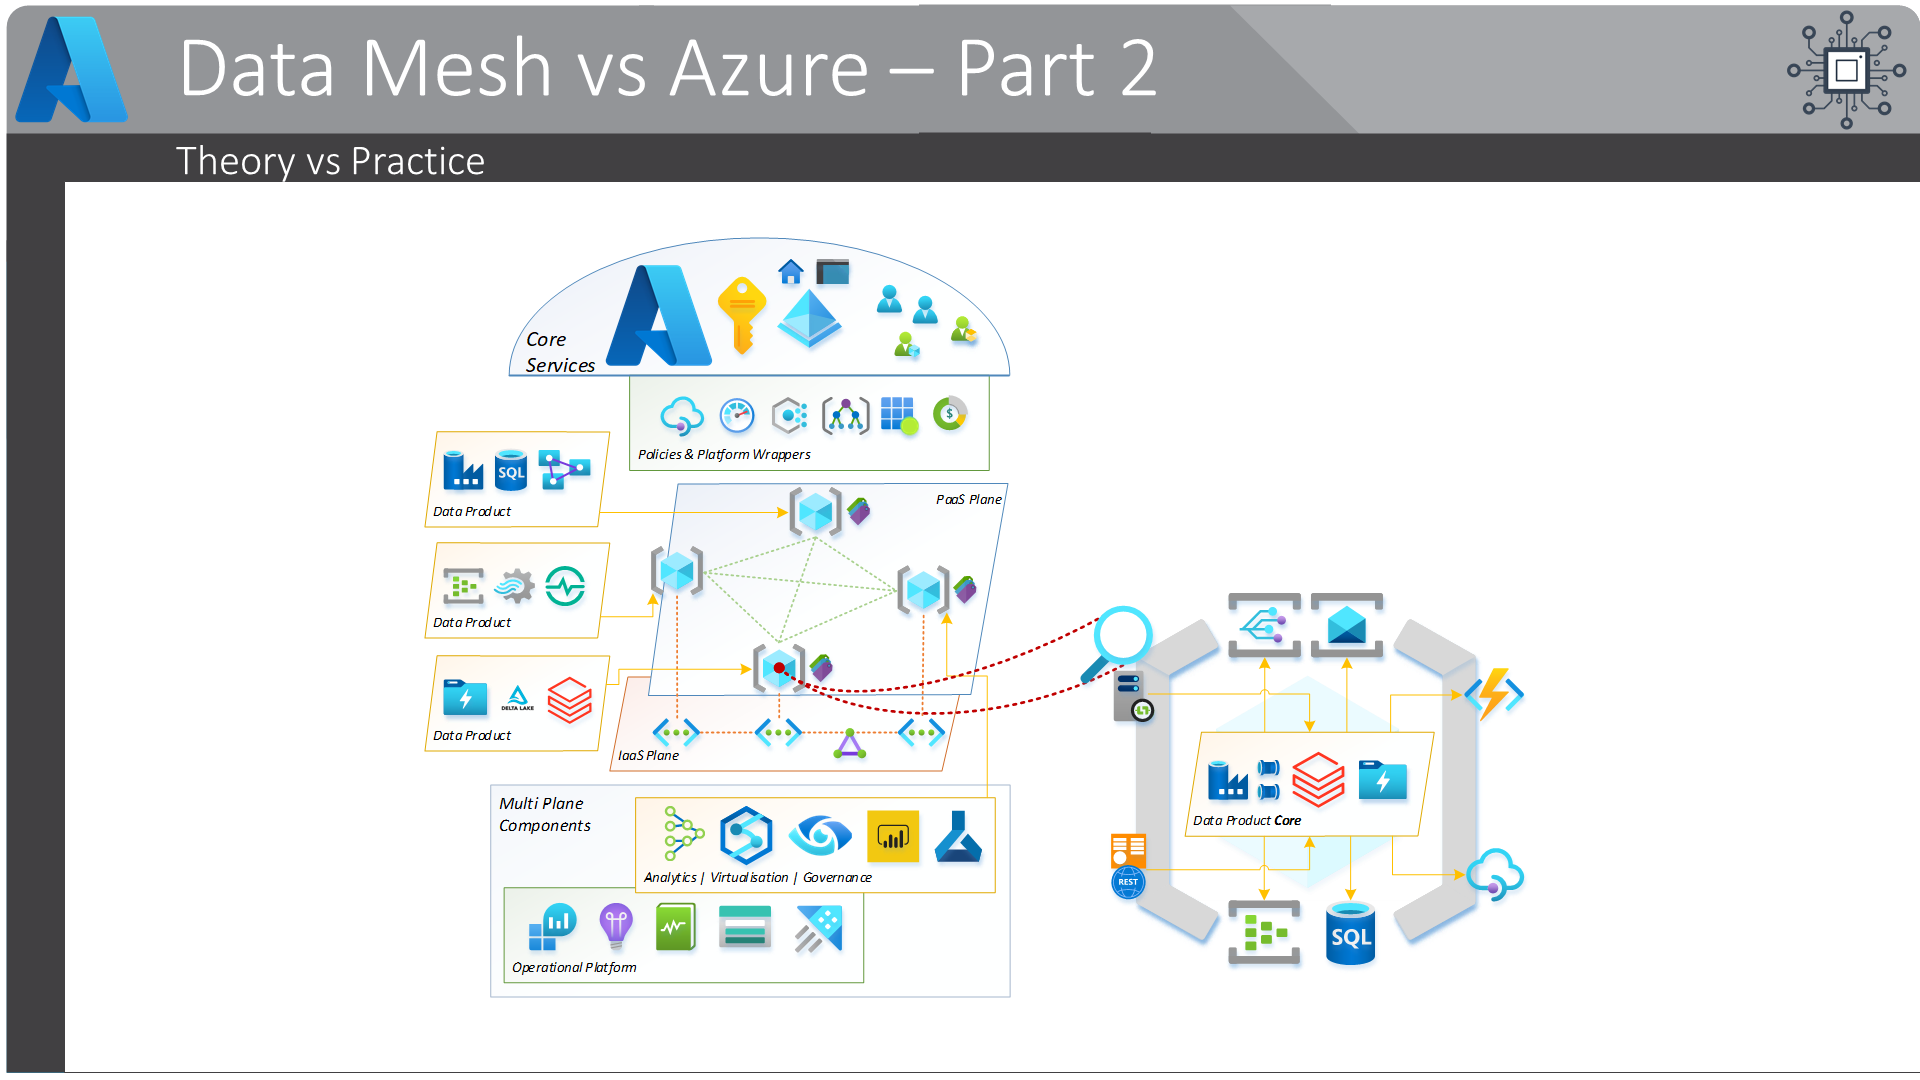 Data Mesh vs Azure – Part 2
Theory vs Practice
Core
Services
$
Policies & Platform Wrappers
SQL
Data Product
PaaS Plane
Data Product
DELTA LAKE
Data Product
IaaS Plane
Multi Plane
Components
Analytics | Virtualisation | Governance
Operational Platform
Data Product Core
REST
SQL